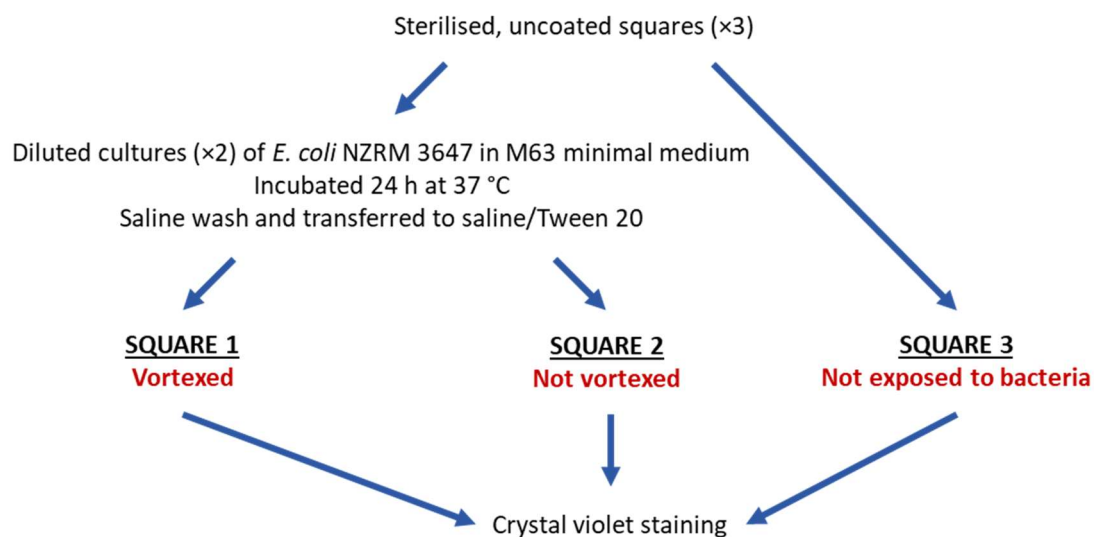 Sterilised, uncoated squares (×3)
Diluted cultures (×2) of E. coli NZRM 3647 in M63 minimal medium
Incubated 24 h at 37 °C
Saline wash and transferred to saline/Tween 20
SQUARE 1
Vortexed
SQUARE 2
Not vortexed
SQUARE 3
Not exposed to bacteria
Crystal violet staining